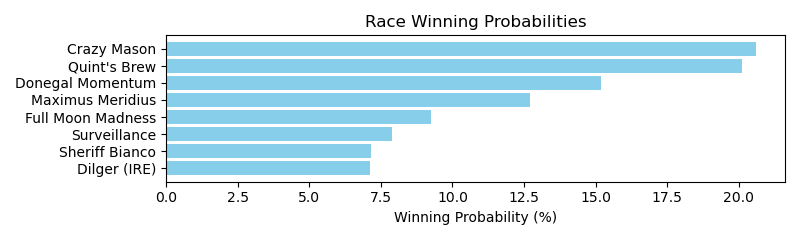 Race Winning Probabilities
Crazy Mason
Quint's Brew
Donegal Momentum
Maximus Meridius
Full Moon Madness
Surveillance
Sheriff Bianco
Dilger (IRE)
0.0 2.5 5.0 7.5 10.0 12.5 15.0 17.5 20.0
Winning Probability (%)